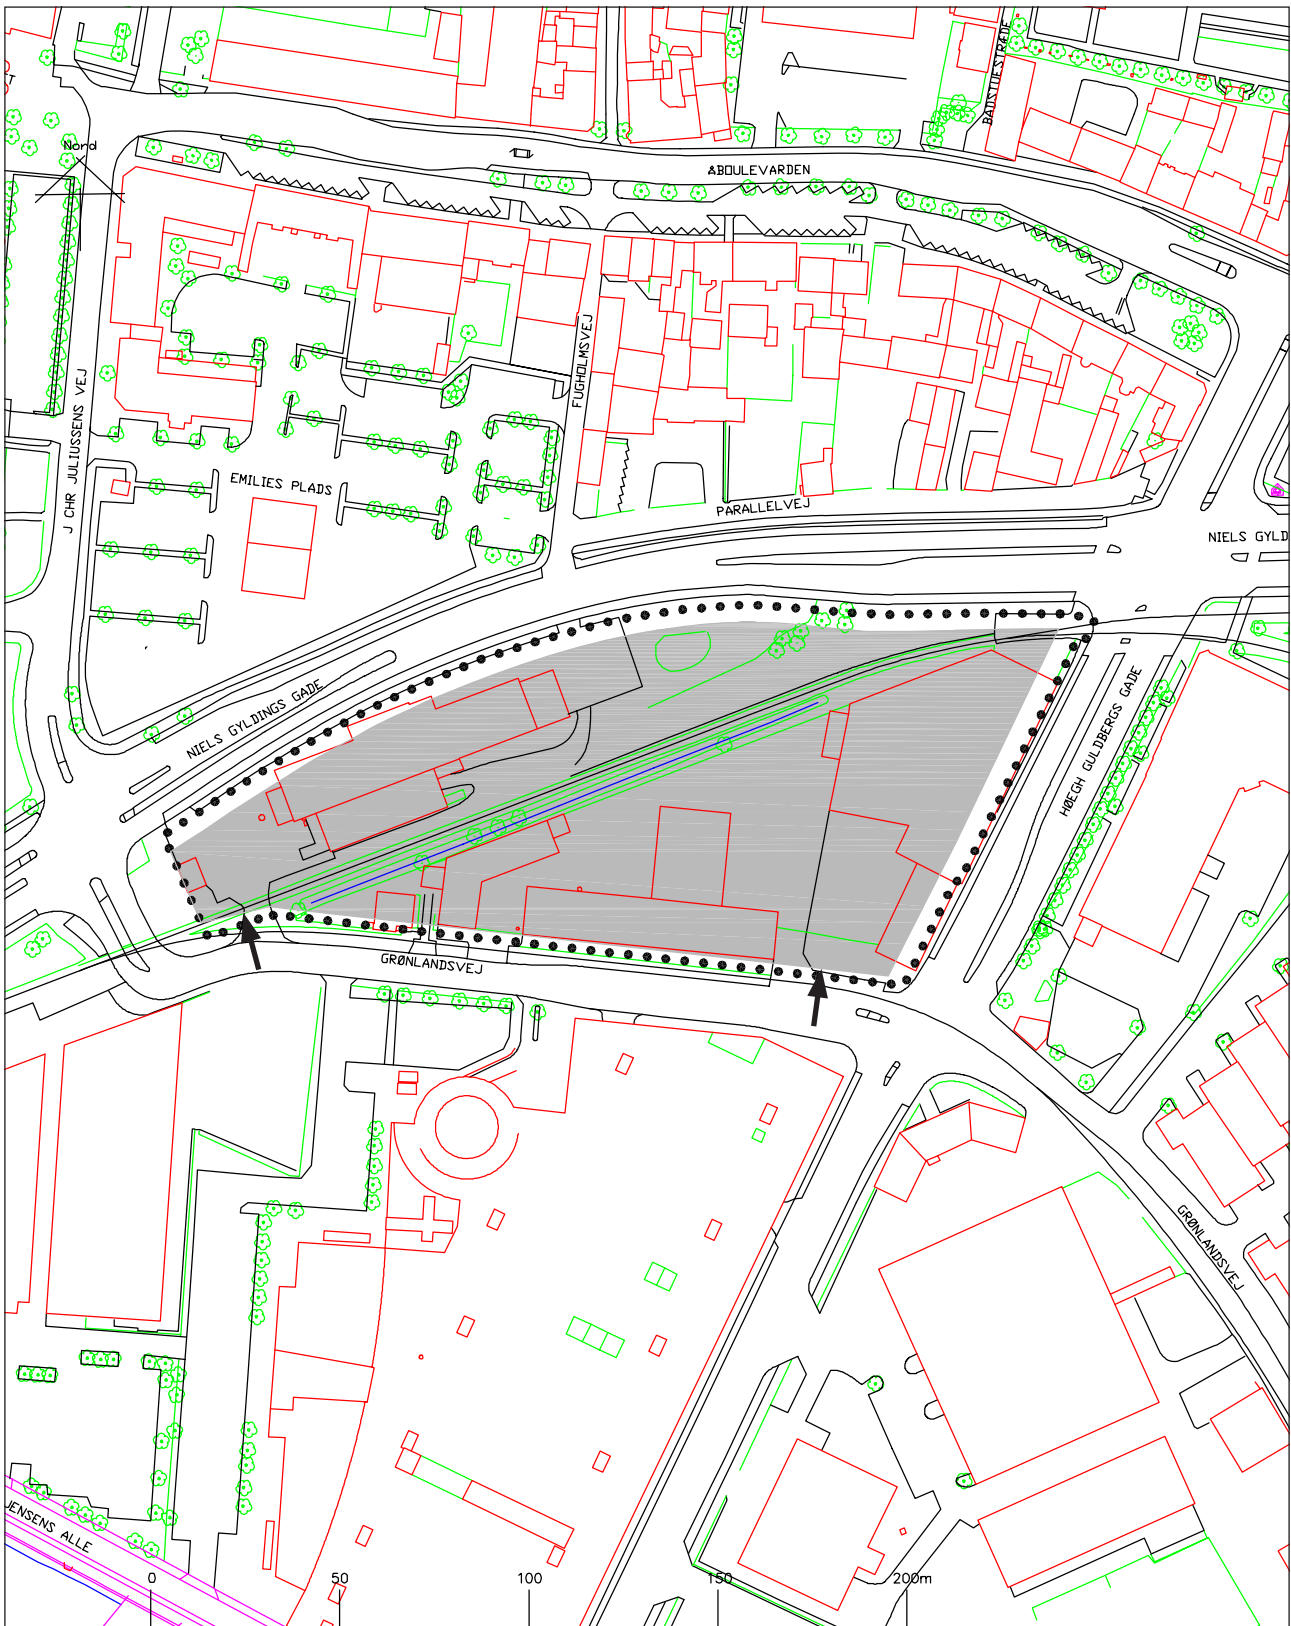 BADSTUESTRÆDE
Nord
ÅBOULEVARDEN
FUGHOLMSVEJ
J CHR JULIUSSENS VEJ
EMILIES PLADS
PARALLELVEJ
NIELS GYLD
NIELS GYLDINGS GADE
HØEGH GULDBERGS GADE
GRØNLANDSVEJ
GRØNLANDSVEJ
JENSENS ALLE
0 50 100 150 200m